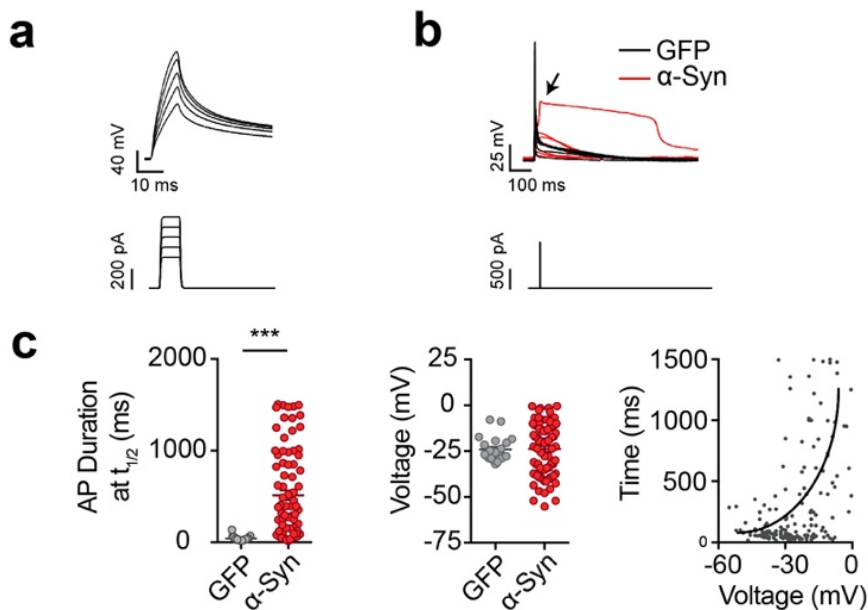 a
40 mV
10 ms
200 pA
b
GFP
α-Syn
25 mV
100 ms
500 pA
c
AP Duration
at t1/2 (ms)
2000
1000
0
***
GFP
α-Syn
Voltage (mV)
25
0
-25
-50
-75
GFP
α-Syn
Time (ms)
1500
1000
500
0
-60
-30
0
Voltage (mV)